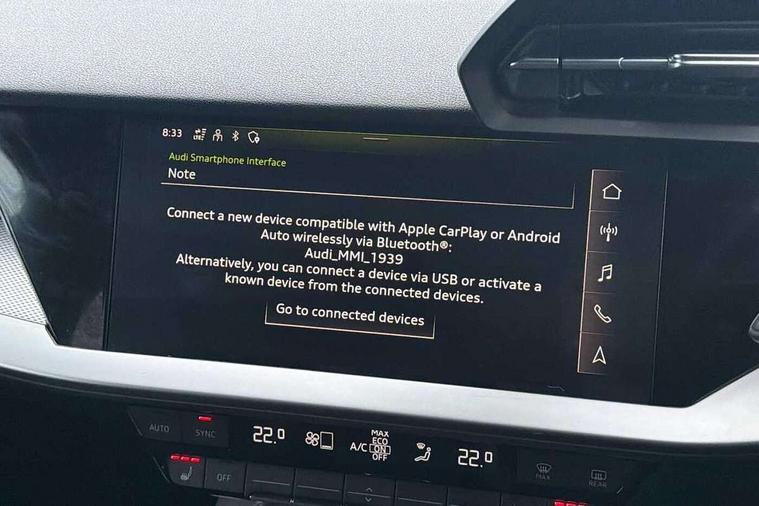 8:33 LTE
Audi Smartphone Interface
Note
Connect a new device compatible with Apple CarPlay or Android
Auto wirelessly via Bluetooth®:
Audi_MMI_1939
Alternatively, you can connect a device via USB or activate a
known device from the connected devices.
Go to connected devices
AUTO
SYNC
22.0
A/C
MAX
ECO
ON
OFF
22.0
OFF
MAX
REAR